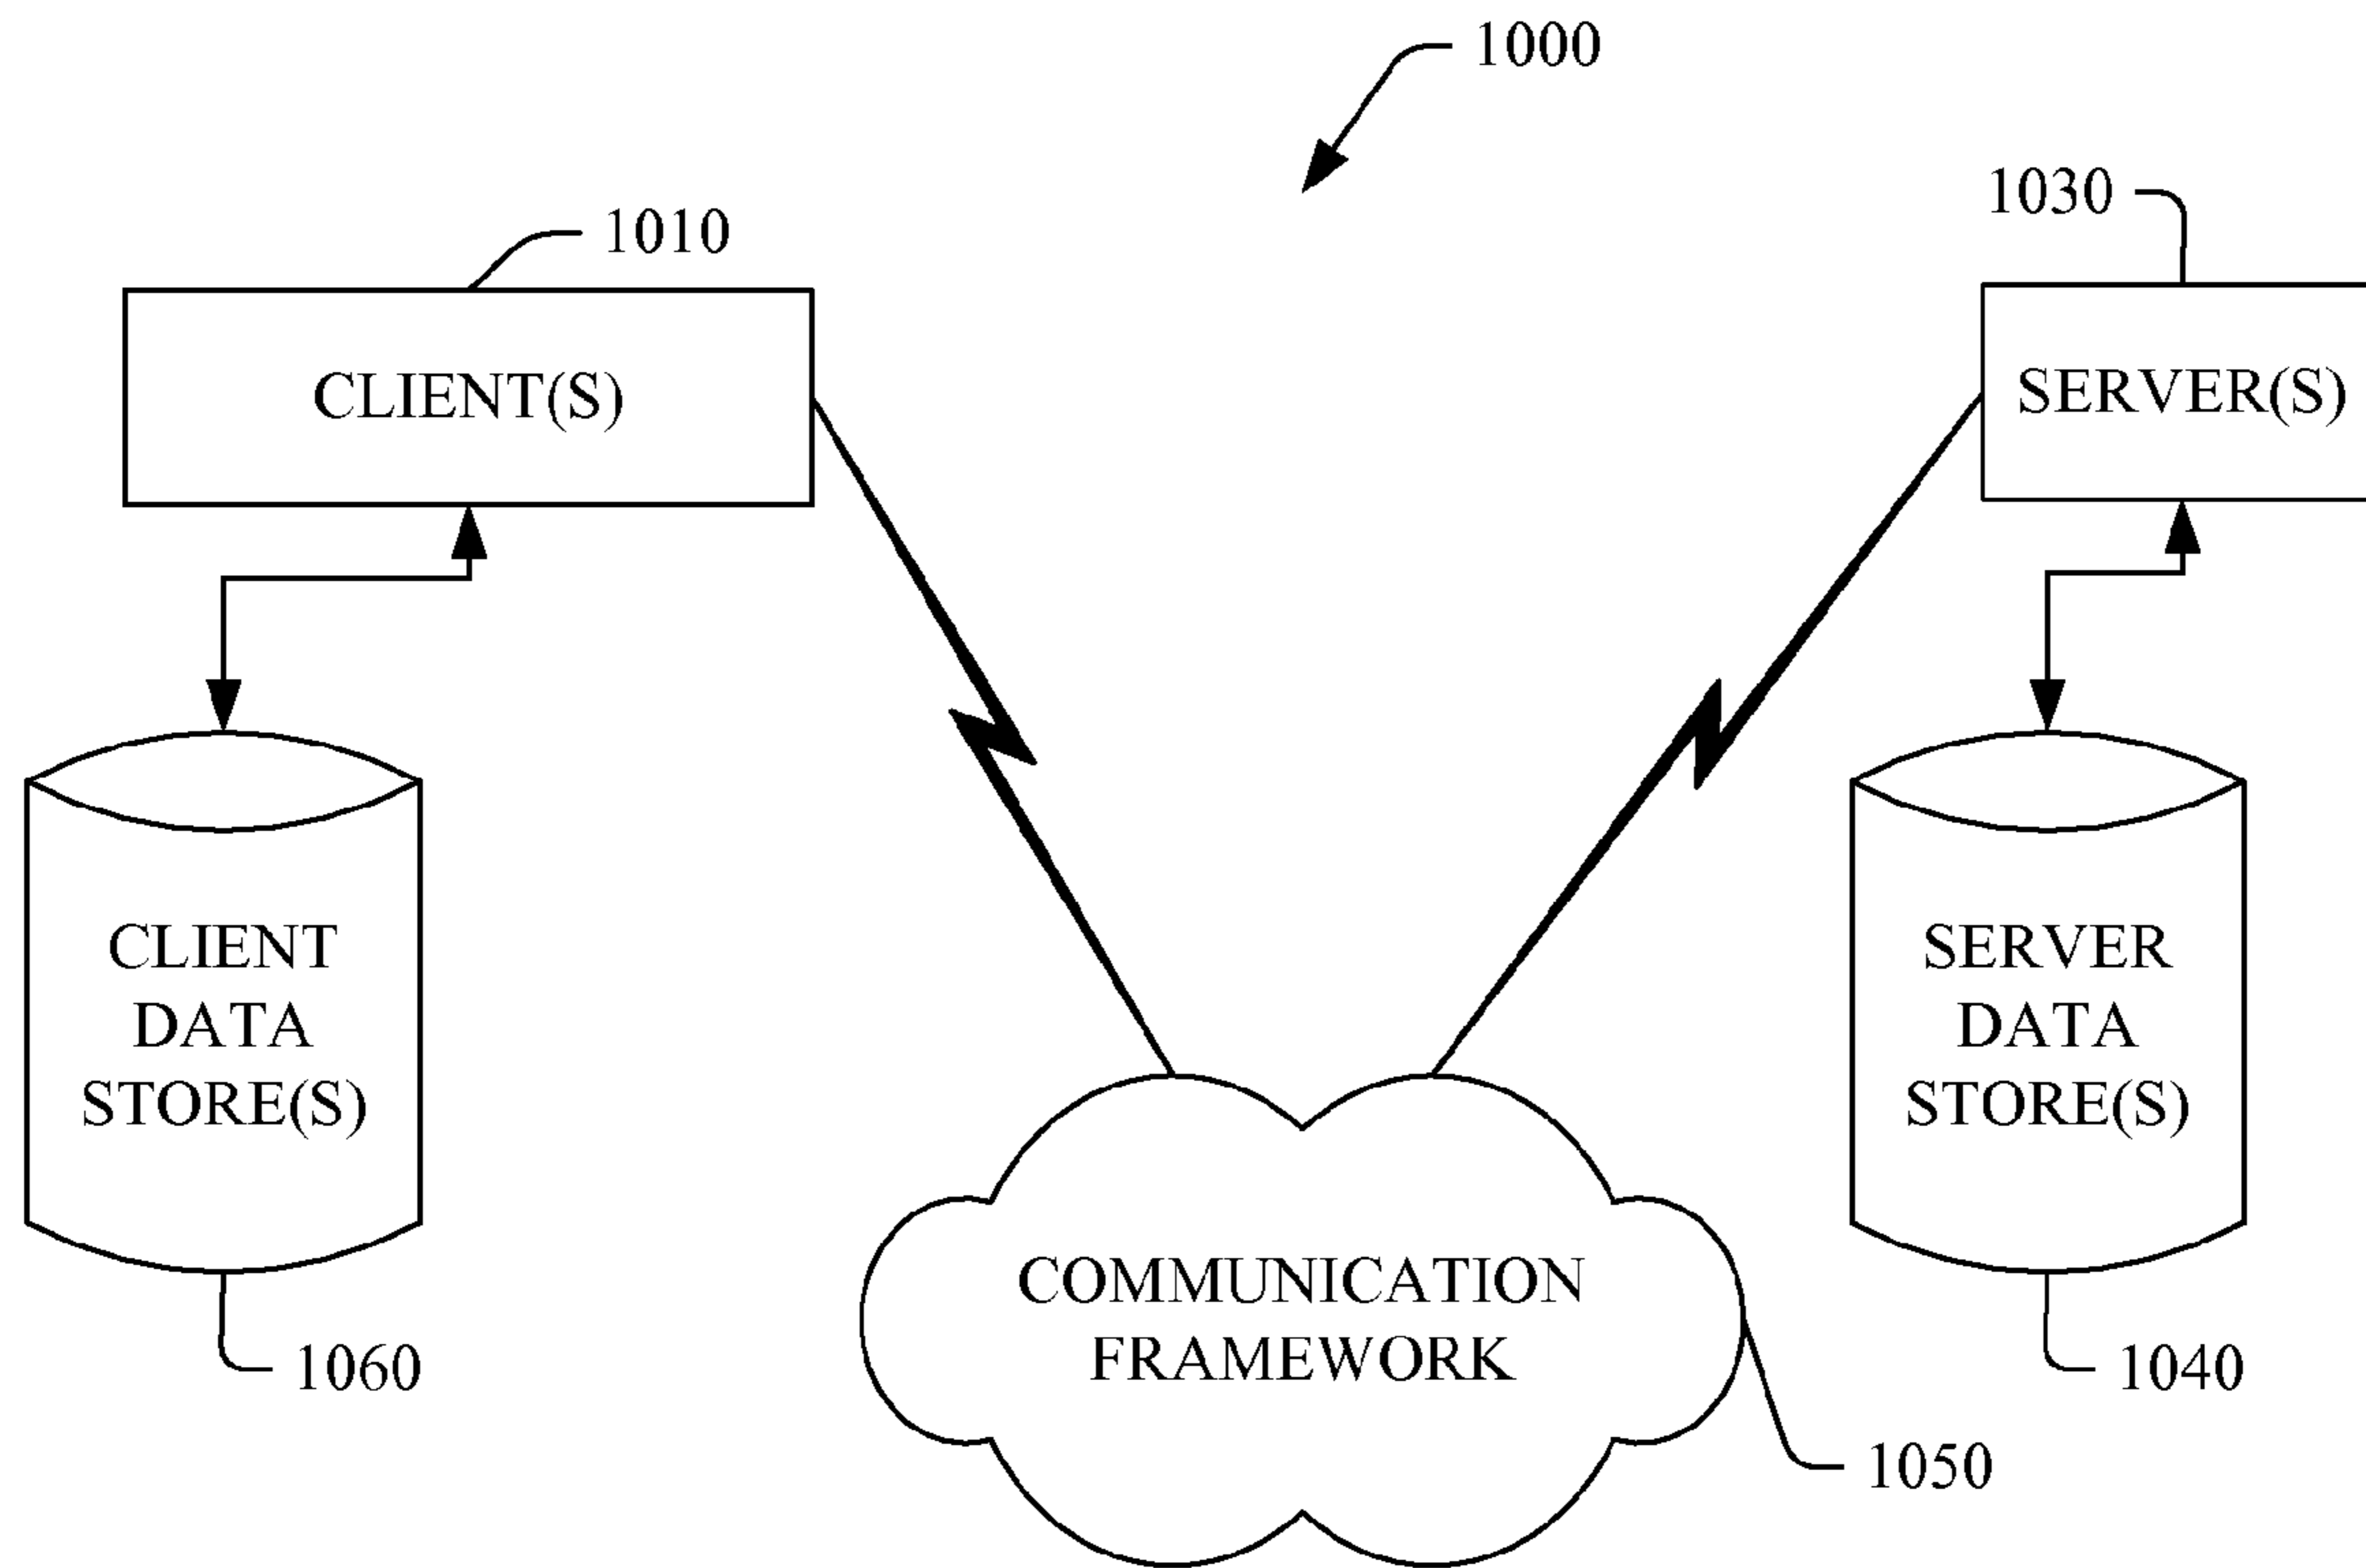 1000
1030
1010
CLIENT(S)
SERVER(S)
CLIENT
DATA
STORE(S)
SERVER
DATA
STORE(S)
COMMUNICATION
FRAMEWORK
1060
1040
1050